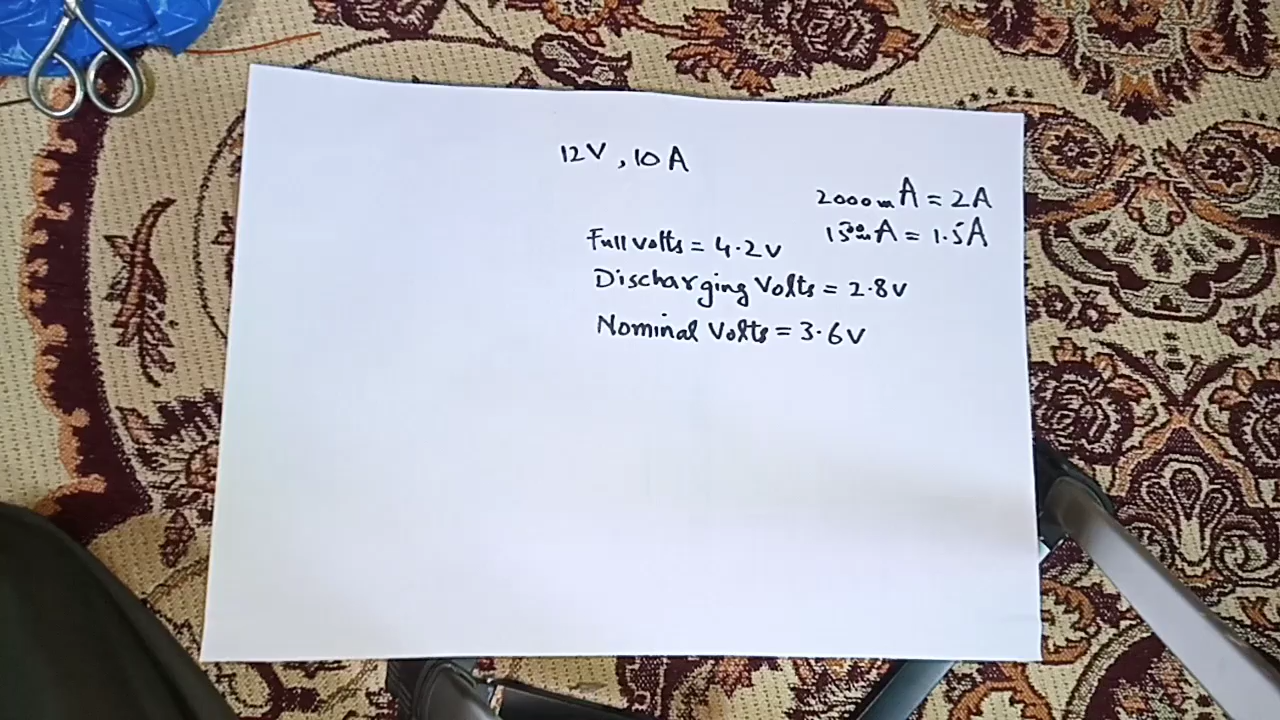 12V, 10 A
2000mA = 2A
1500mA = 1.5A
Full volts = 4.2v
Discharging Volts = 2.8v
Nominal Volts = 3.6v